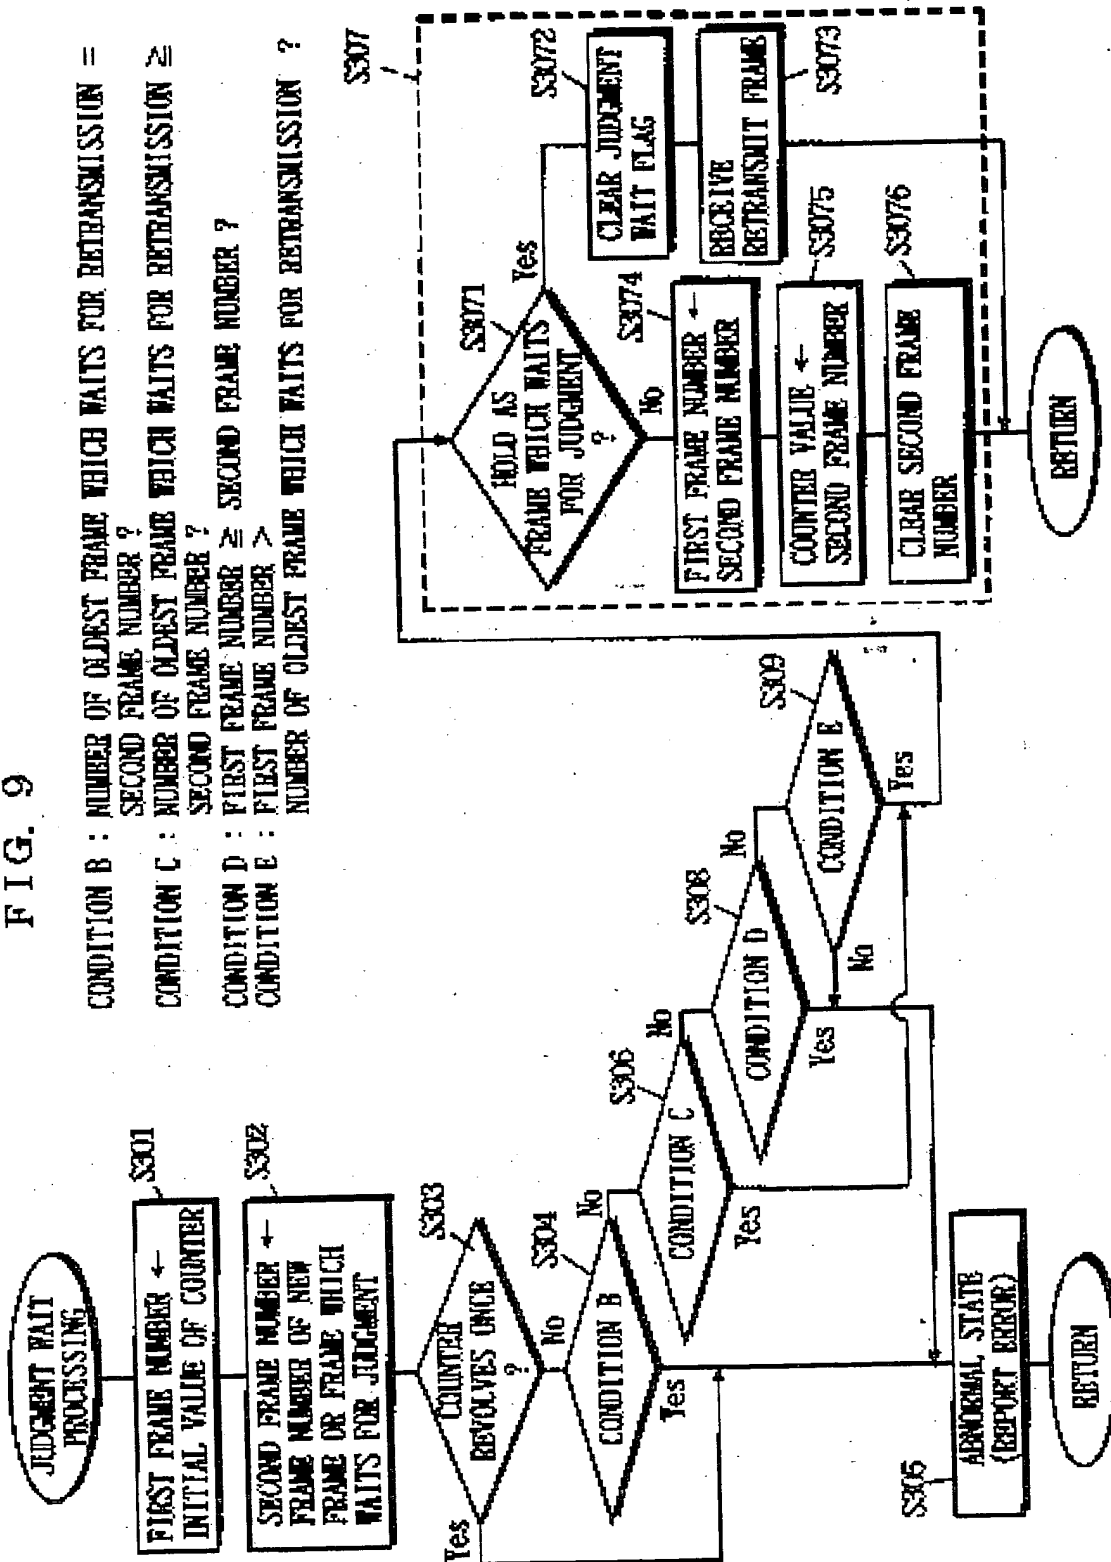 FIG. 9
CONDITION B : NUMBER OF OLDEST FRAME WHICH WAITS FOR RETRANSMISSION =
SECOND FRAME NUMBER ?
CONDITION C : NUMBER OF OLDEST FRAME WHICH WAITS FOR RETRANSMISSION ≧
SECOND FRAME NUMBER ?
CONDITION D : FIRST FRAME NUMBER ≧ SECOND FRAME NUMBER ?
CONDITION E : FIRST FRAME NUMBER >
NUMBER OF OLDEST FRAME WHICH WAITS FOR RETRANSMISSION ?
JUDGMENT WAIT
PROCESSING
S301
FIRST FRAME NUMBER ←
INITIAL VALUE OF COUNTER
S302
SECOND FRAME NUMBER ←
FRAME NUMBER OF NEW
FRAME OR FRAME WHICH
WAITS FOR JUDGMENT
S303
COUNTER
REVOLVES ONCE
?
Yes
No
S304
CONDITION B
No
Yes
S306
CONDITION C
No
Yes
S308
CONDITION D
No
Yes
S309
CONDITION E
No
Yes
S305
ABNORMAL STATE
(REPORT ERROR)
RETURN
S307
S3071
HOLD AS
FRAME WHICH WAITS
FOR JUDGMENT
?
Yes
No
S3072
CLEAR JUDGMENT
WAIT FLAG
S3073
RECEIVE
RETRANSMIT FRAME
S3074
FIRST FRAME NUMBER ←
SECOND FRAME NUMBER
S3075
COUNTER VALUE ←
SECOND FRAME NUMBER
S3076
CLEAR SECOND FRAME
NUMBER
RETURN